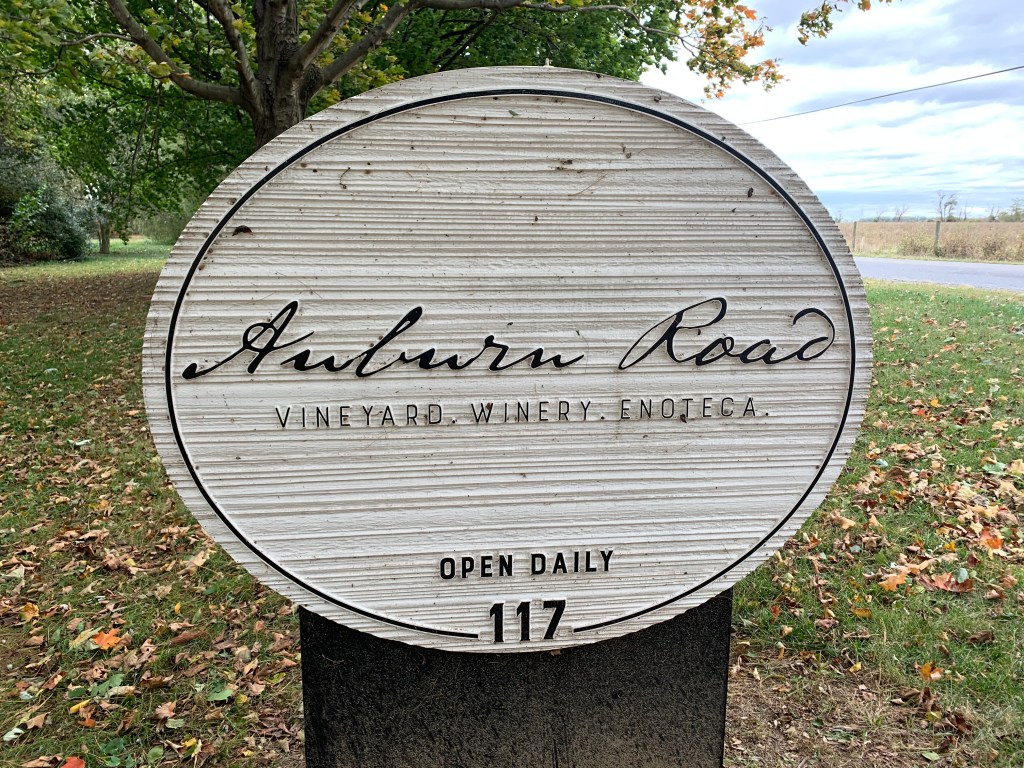 Auburn Road
VINEYARD. WINERY. ENOTECA.
OPEN DAILY
117